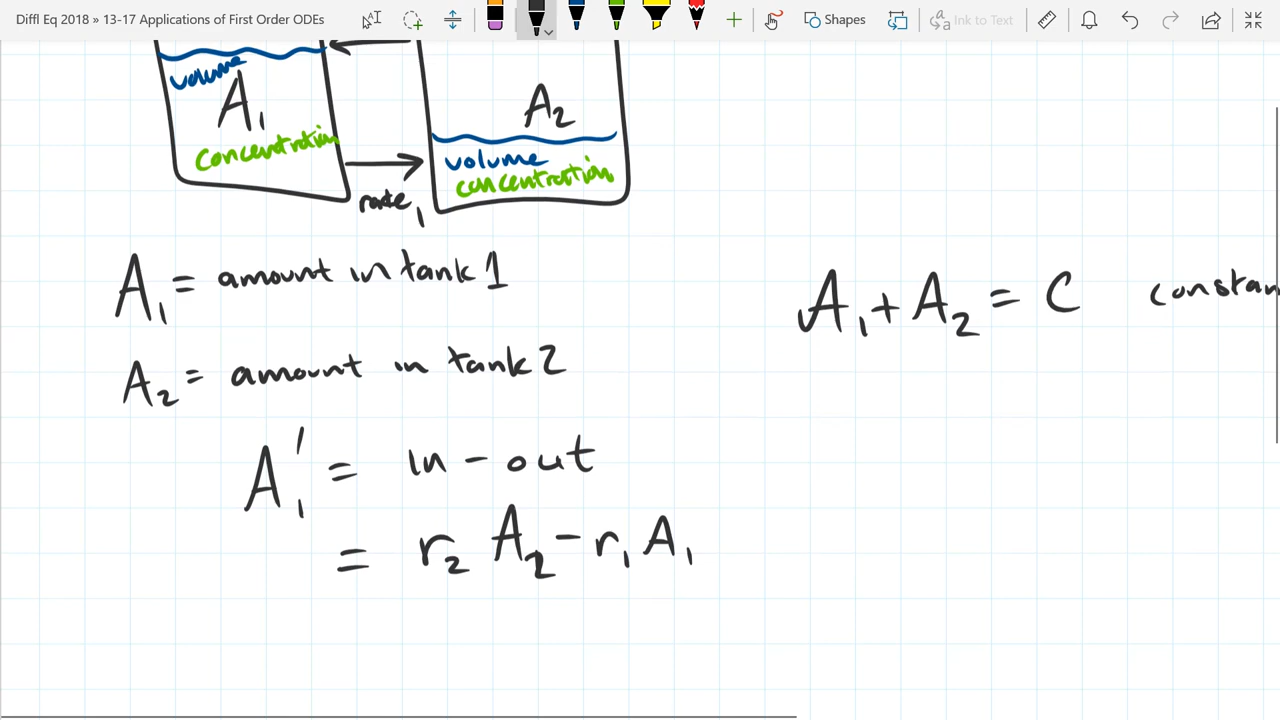 Diffl Eq 2018 » 13-17 Applications of First Order ODEs
Shapes
Ink to Text
volume
A₁
concentration
A₂
volume
concentration
rate₁
A₁ = amount in tank 1
A₁ + A₂ = C constan
A₂ = amount in tank 2
A₁' = in - out
= r₂ A₂ - r₁ A₁